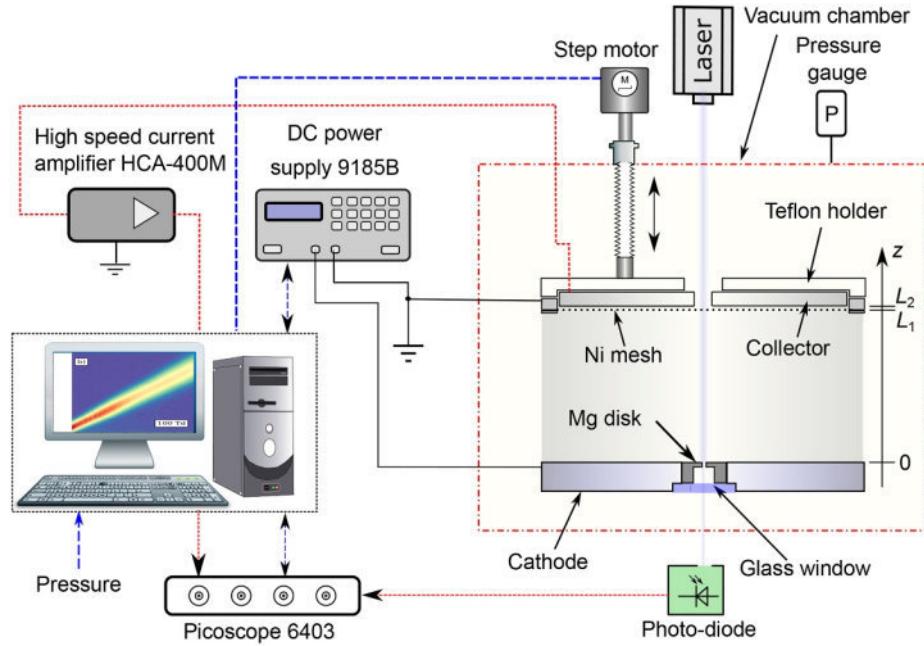 Vacuum chamber
Step motor
Laser
Pressure
gauge
M
P
High speed current
amplifier HCA-400M
DC power
supply 9185B
Teflon holder
z
L2
L1
Ni mesh
Collector
Mg disk
0
100 Td
Cathode
Glass window
Pressure
Picoscope 6403
Photo-diode